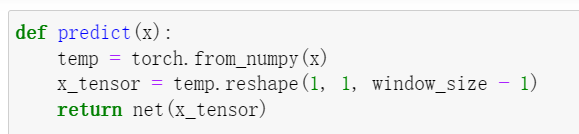 def predict(x):
    temp = torch.from_numpy(x)
    x_tensor = temp.reshape(1, 1, window_size - 1)
    return net(x_tensor)